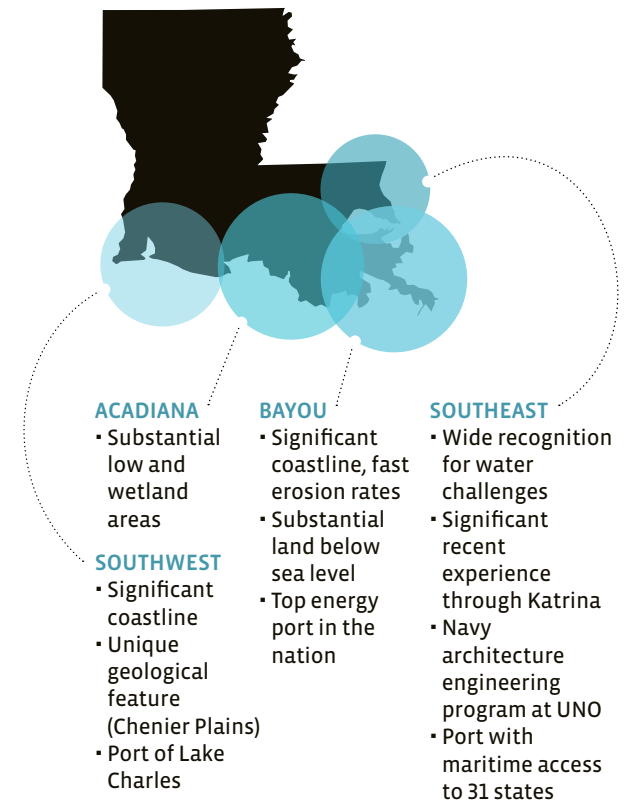 ACADIANA
▪ Substantial
low and
wetland
areas
SOUTHWEST
▪ Significant
coastline
▪ Unique
geological
feature
(Chenier Plains)
▪ Port of Lake
Charles
BAYOU
▪ Significant
coastline, fast
erosion rates
▪ Substantial
land below
sea level
▪ Top energy
port in the
nation
SOUTHEAST
▪ Wide recognition
for water
challenges
▪ Significant
recent
experience
through Katrina
▪ Navy
architecture
engineering
program at UNO
▪ Port with
maritime access
to 31 states